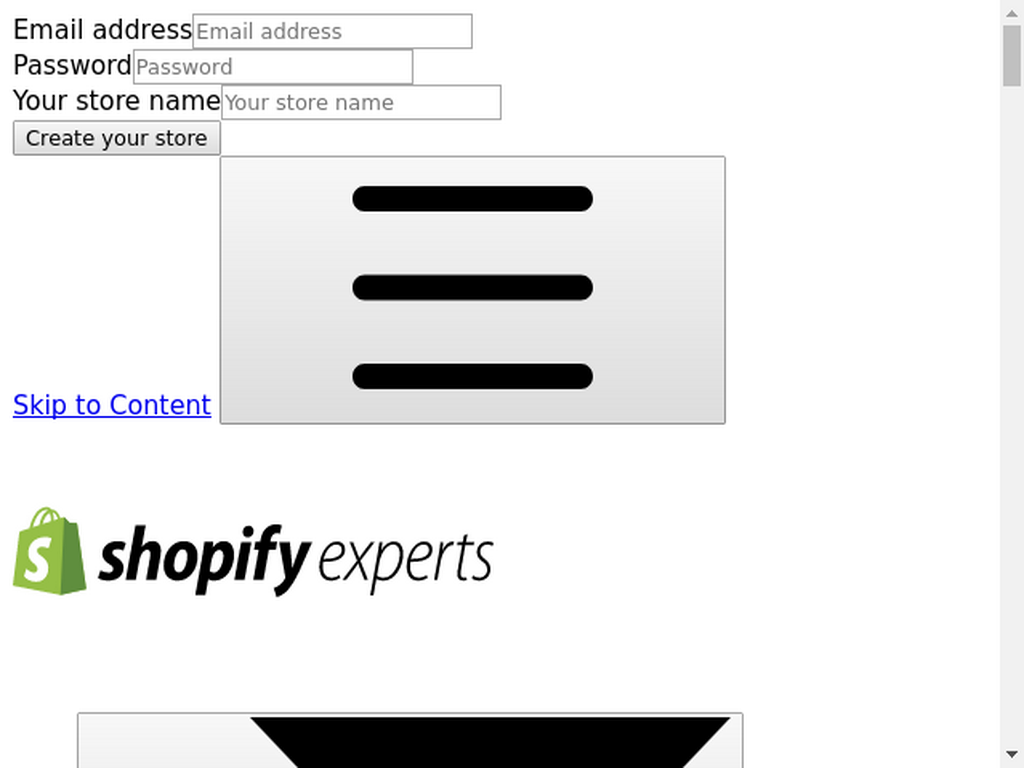 Email address Email address
Password Password
Your store name Your store name
Create your store
Skip to Content
S shopify experts